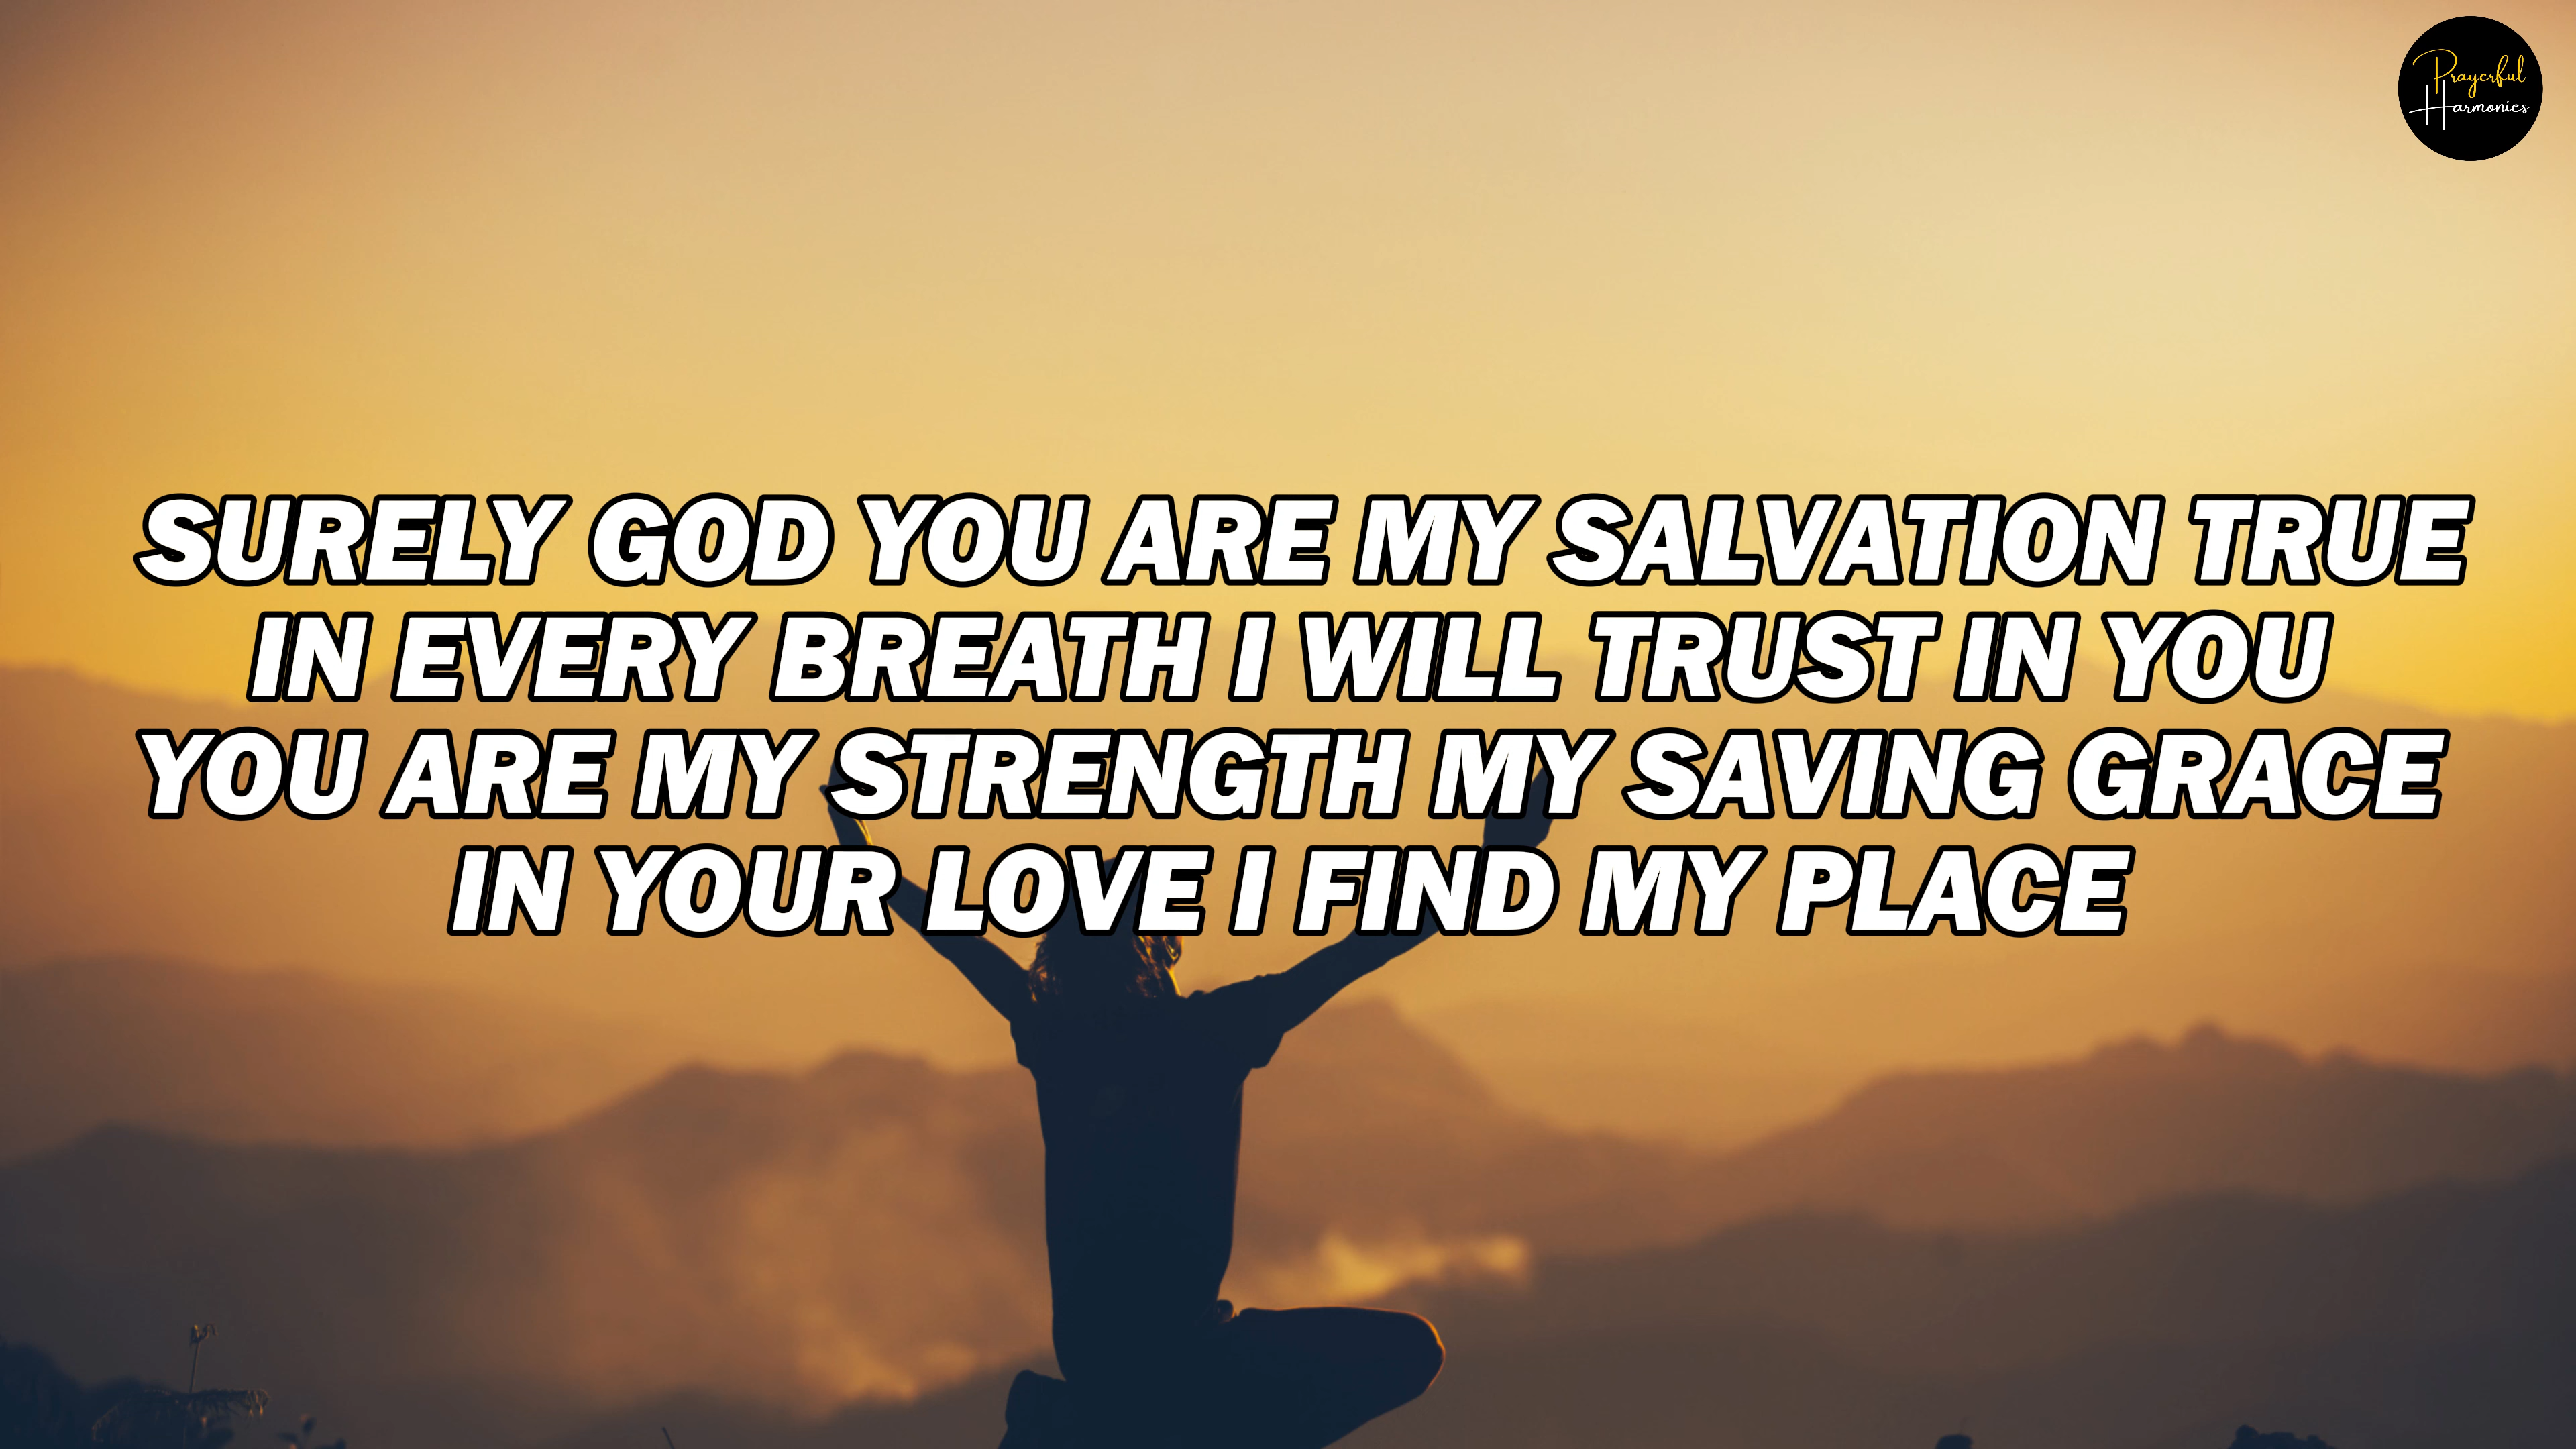 Prayerful
Harmonies
SURELY GOD YOU ARE MY SALVATION TRUE
IN EVERY BREATH I WILL TRUST IN YOU
YOU ARE MY STRENGTH MY SAVING GRACE
IN YOUR LOVE I FIND MY PLACE